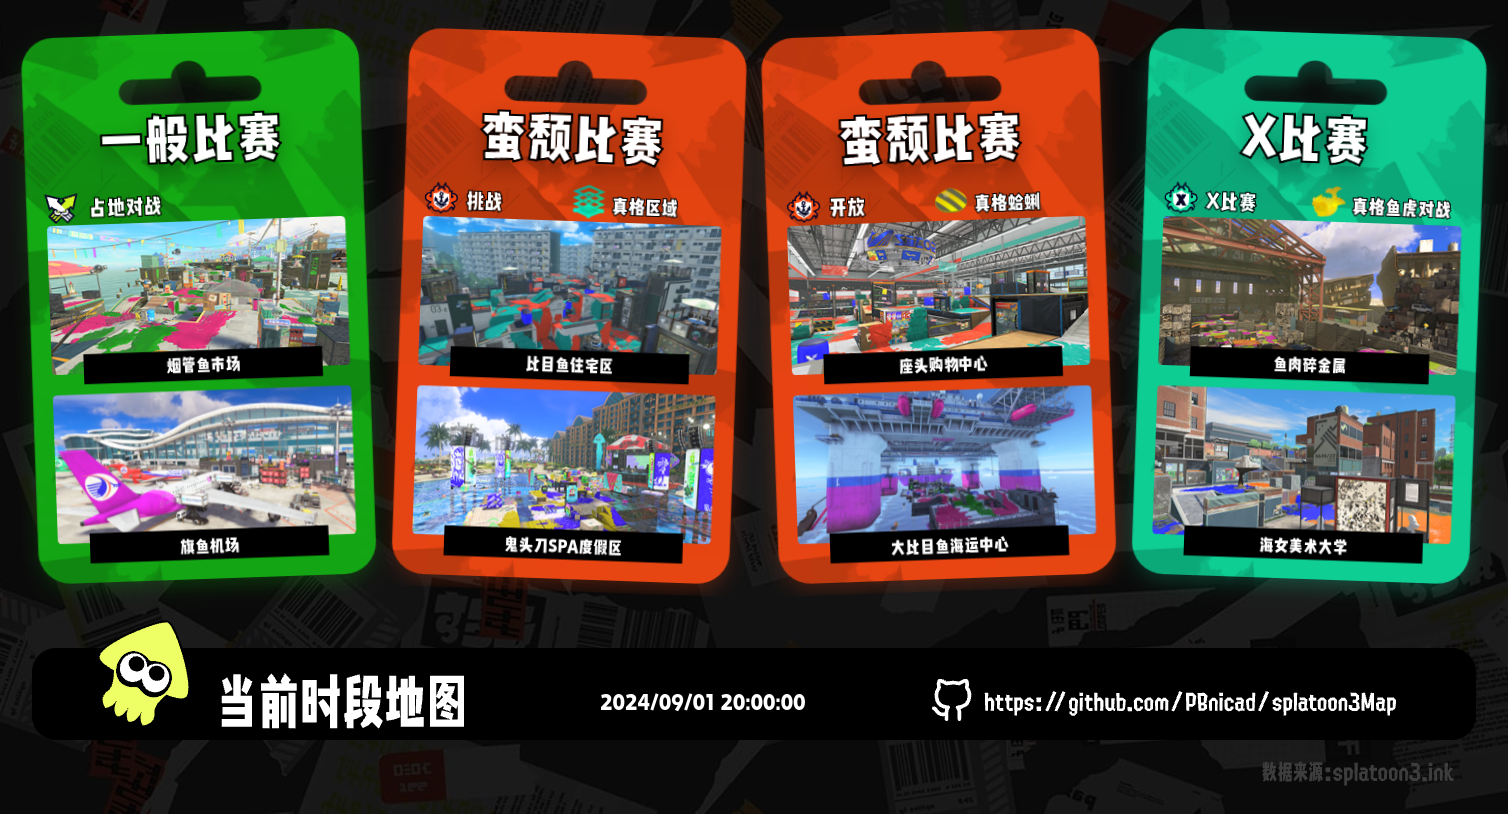 一般比赛
占地对战
烟管鱼市场
旗鱼机场
蛮颓比赛
挑战
真格区域
比目鱼住宅区
鬼头刀SPA度假区
蛮颓比赛
开放
真格蛤蜊
座头购物中心
大比目鱼海运中心
X比赛
X比赛
真格鱼虎对战
鱼肉碎金属
海女美术大学
当前时段地图
2024/09/01 20:00:00
https://github.com/PBnicad/splatoon3Map
数据来源:splatoon3.ink